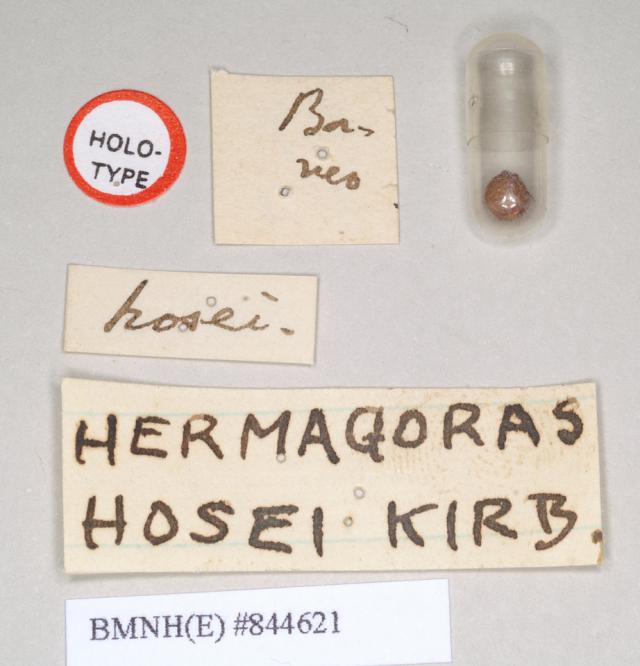 HOLO-
TYPE
Bor-
neo
hosei.
HERMAGORAS
HOSEI KIRB.
BMNH(E) #844621